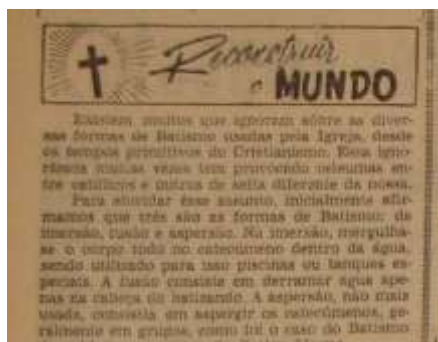 Reconstruir
o MUNDO
Existem muitos que ignoram sôbre as diver-
sas formas de Batismo usadas pela Igreja, desde
os tempos primitivos do Cristianismo. Essa igno-
rância muitas vezes tem provocado celeumas en-
tre católicos e outros de seita diferente da nossa.
Para elucidar êsse assunto, inicialmente afir-
mamos que três são as formas de Batismo: de
imersão, fusão e aspersão. Na imersão, mergulha-
se o corpo todo no catecúmeno dentro da água,
sendo utilizado para isso piscinas ou tanques es-
peciais. A fusão consiste em derramar água ape-
nas na cabeça do batizando. A aspersão, não mais
usada, consistia em aspergir os catecúmenos, ge-
ralmente em grupos, como foi o caso do Batismo